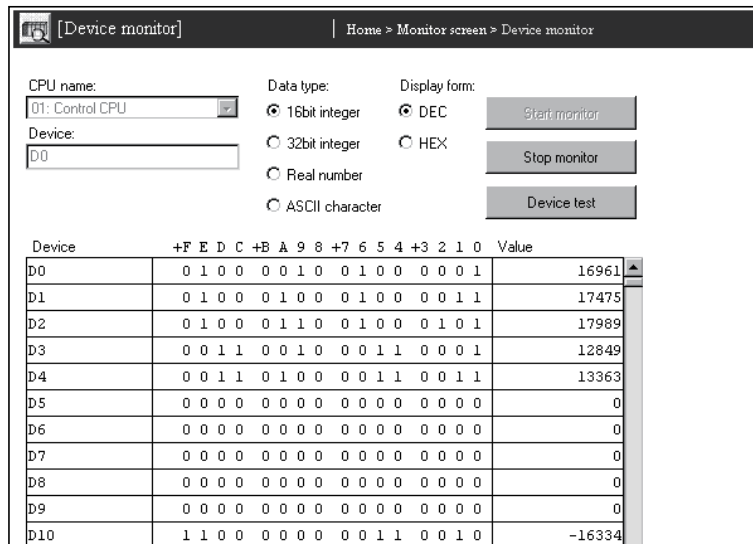 [Device monitor] Home > Monitor screen > Device monitor
CPU name: Data type: Display form:
01: Control CPU 16bit integer DEC Start monitor
Device: 32bit integer HEX Stop monitor
D0 Real number
ASCII character Device test
Device +F E D C +B A 9 8 +7 6 5 4 +3 2 1 0 Value
D0 0 1 0 0 0 0 1 0 0 1 0 0 0 0 0 1 16961
D1 0 1 0 0 0 1 0 0 0 1 0 0 0 0 1 1 17475
D2 0 1 0 0 0 1 1 0 0 1 0 0 0 1 0 1 17989
D3 0 0 1 1 0 0 1 0 0 0 1 1 0 0 0 1 12849
D4 0 0 1 1 0 1 0 0 0 0 1 1 0 0 1 1 13363
D5 0 0 0 0 0 0 0 0 0 0 0 0 0 0 0 0 0
D6 0 0 0 0 0 0 0 0 0 0 0 0 0 0 0 0 0
D7 0 0 0 0 0 0 0 0 0 0 0 0 0 0 0 0 0
D8 0 0 0 0 0 0 0 0 0 0 0 0 0 0 0 0 0
D9 0 0 0 0 0 0 0 0 0 0 0 0 0 0 0 0 0
D10 1 1 0 0 0 0 0 0 0 0 1 1 0 0 1 0 -16334